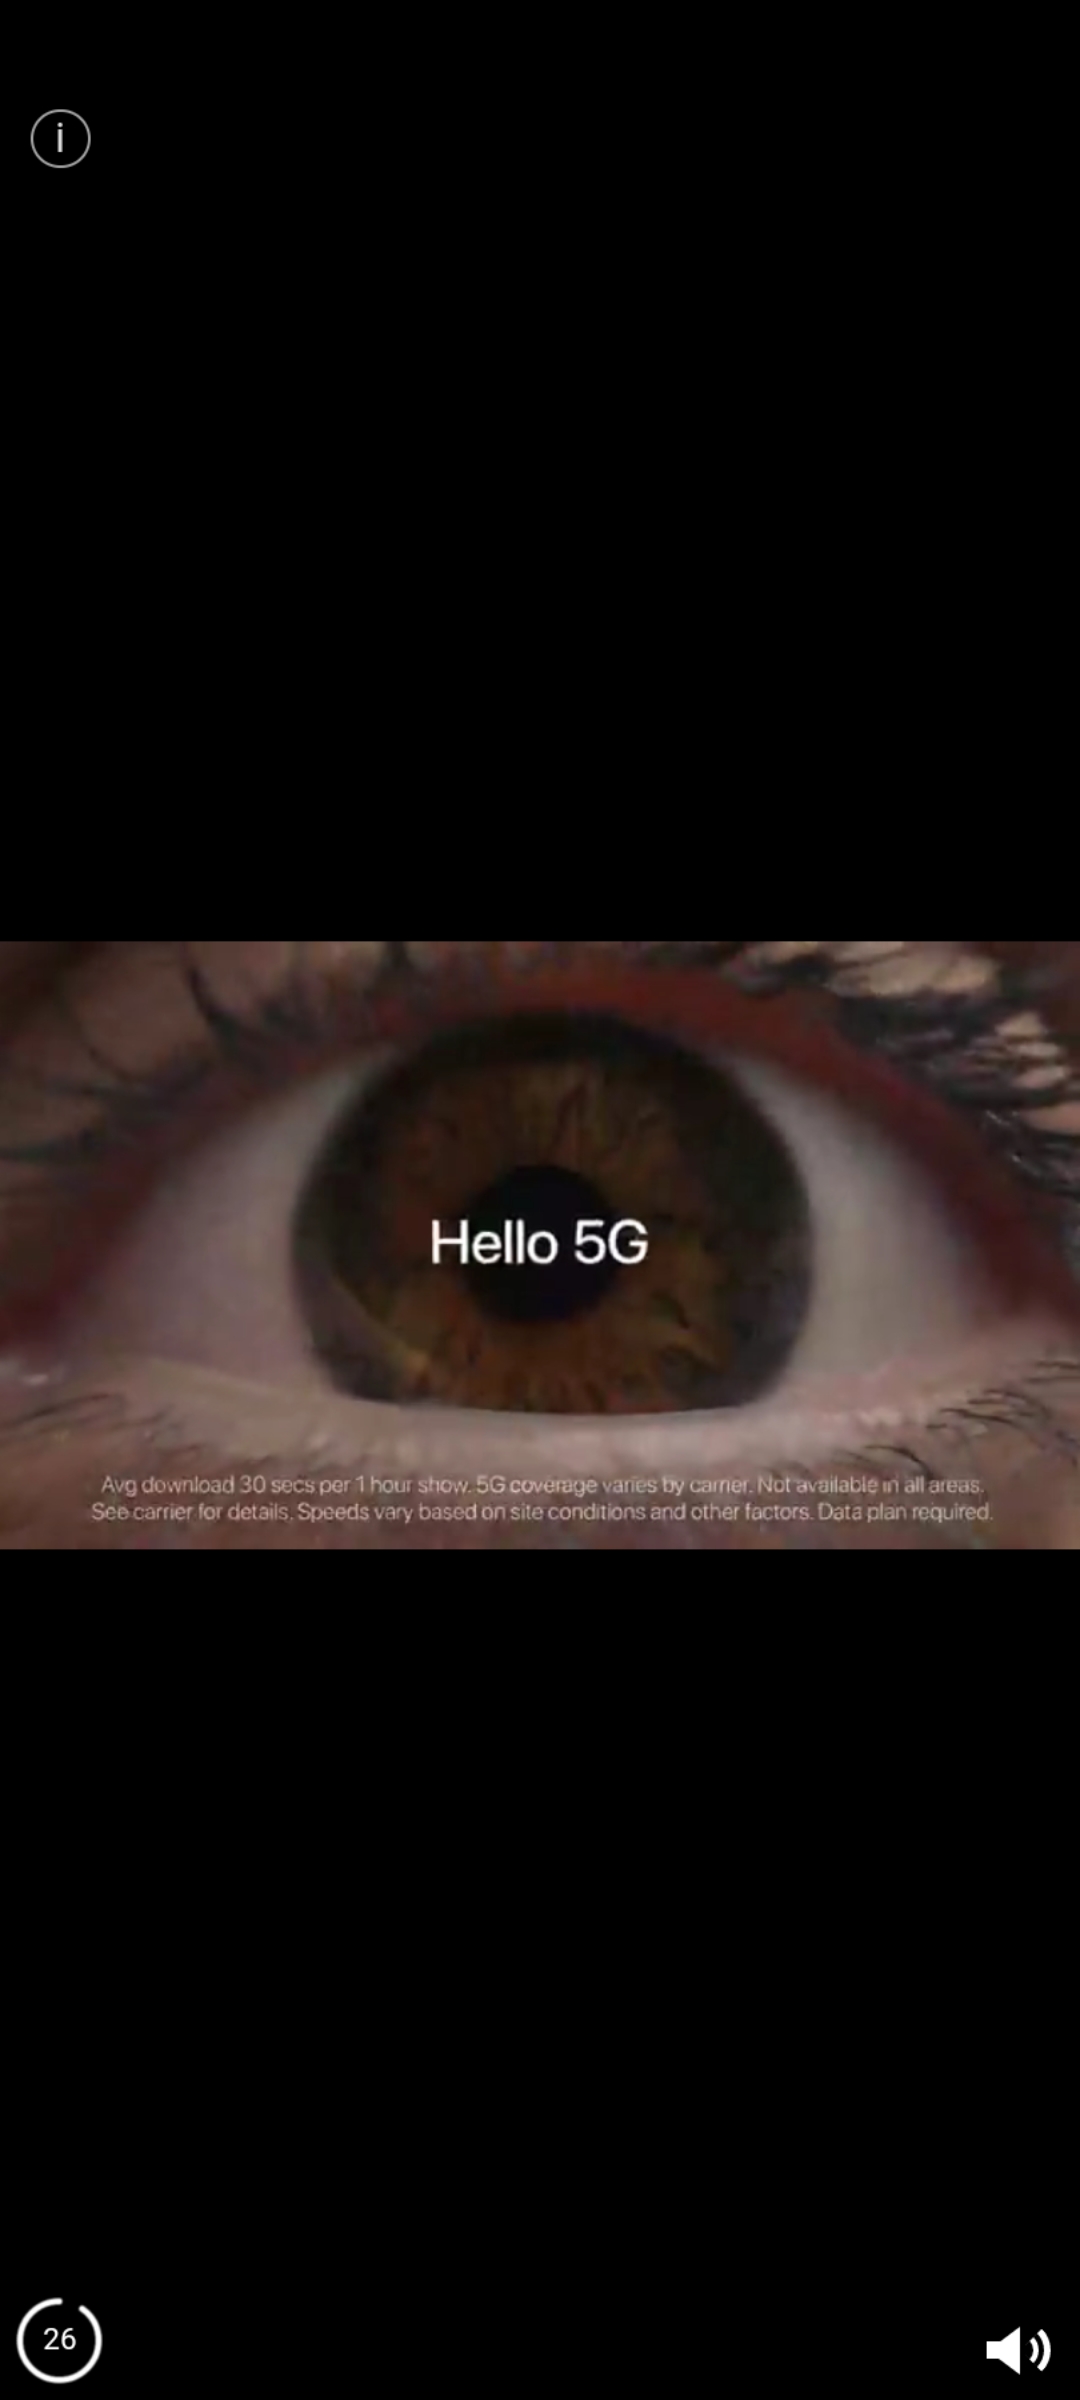 i
Hello 5G
Avg download 30 secs per 1 hour show. 5G coverage varies by carrier. Not available in all areas.
See carrier for details. Speeds vary based on site conditions and other factors. Data plan required.
26